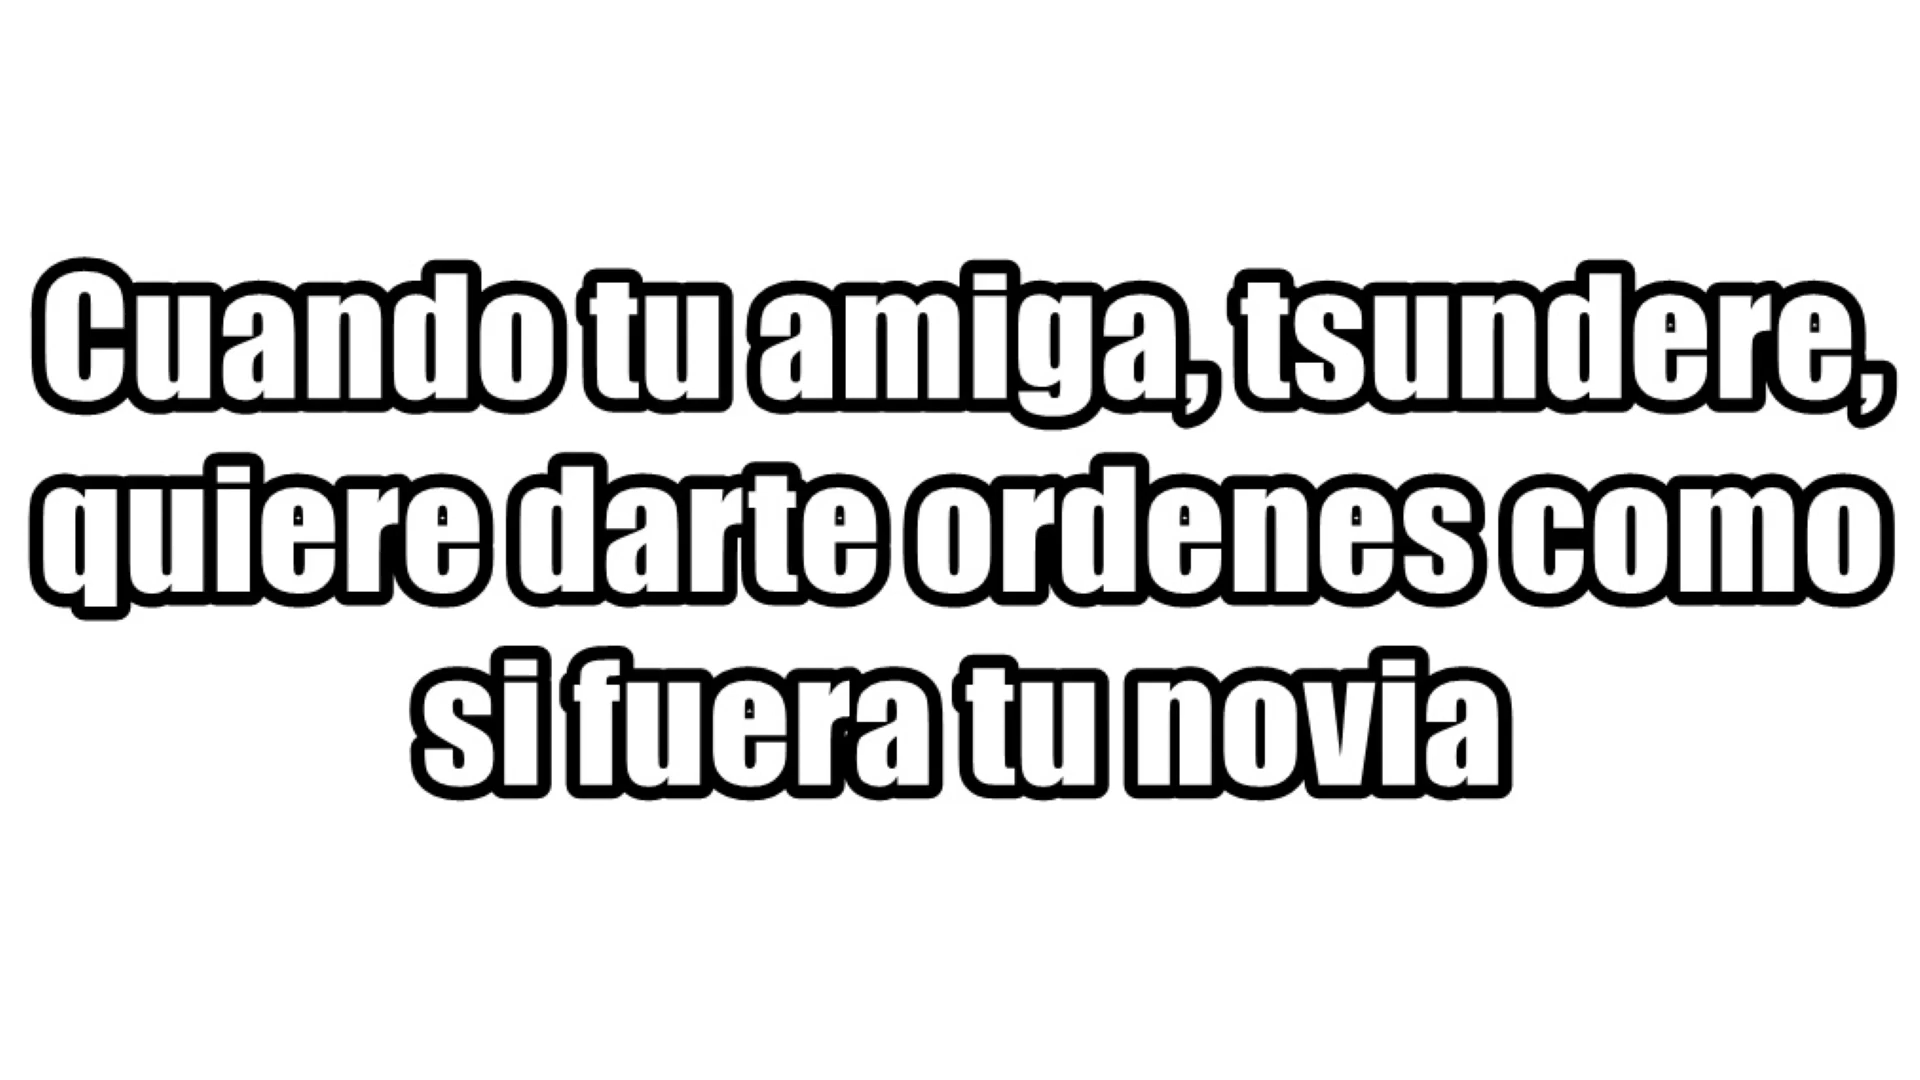 Cuando tu amiga, tsundere,
quiere darte ordenes como
si fuera tu novia